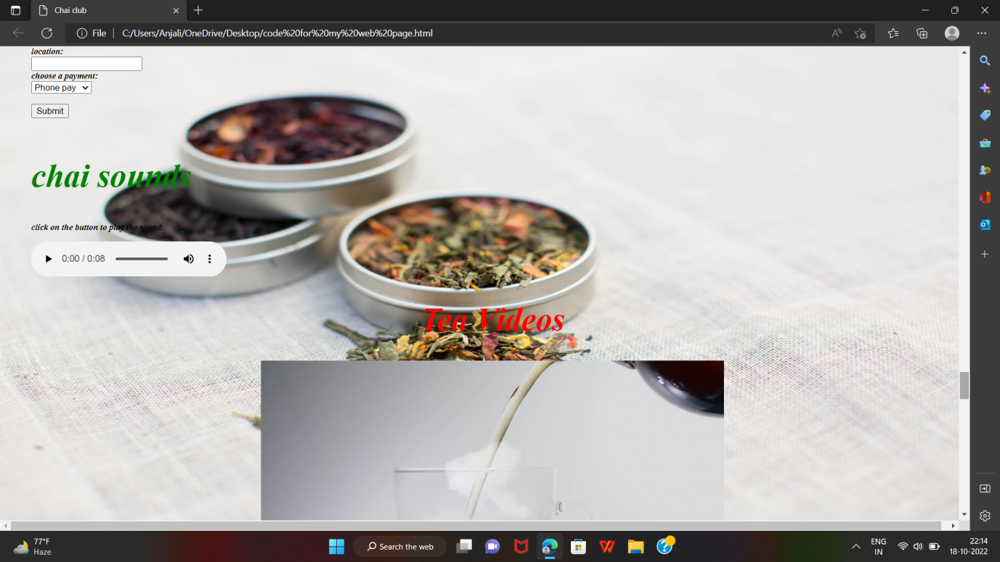 Chai club
File
C:/Users/Anjali/OneDrive/Desktop/code%20for%20my%20web%20page.html
location:
choose a payment:
Phone pay
Submit
chai sounds
click on the button to play the sound:
0:00 / 0:08
Tea Videos
77°F
Haze
Search the web
ENG
IN
22:14
18-10-2022